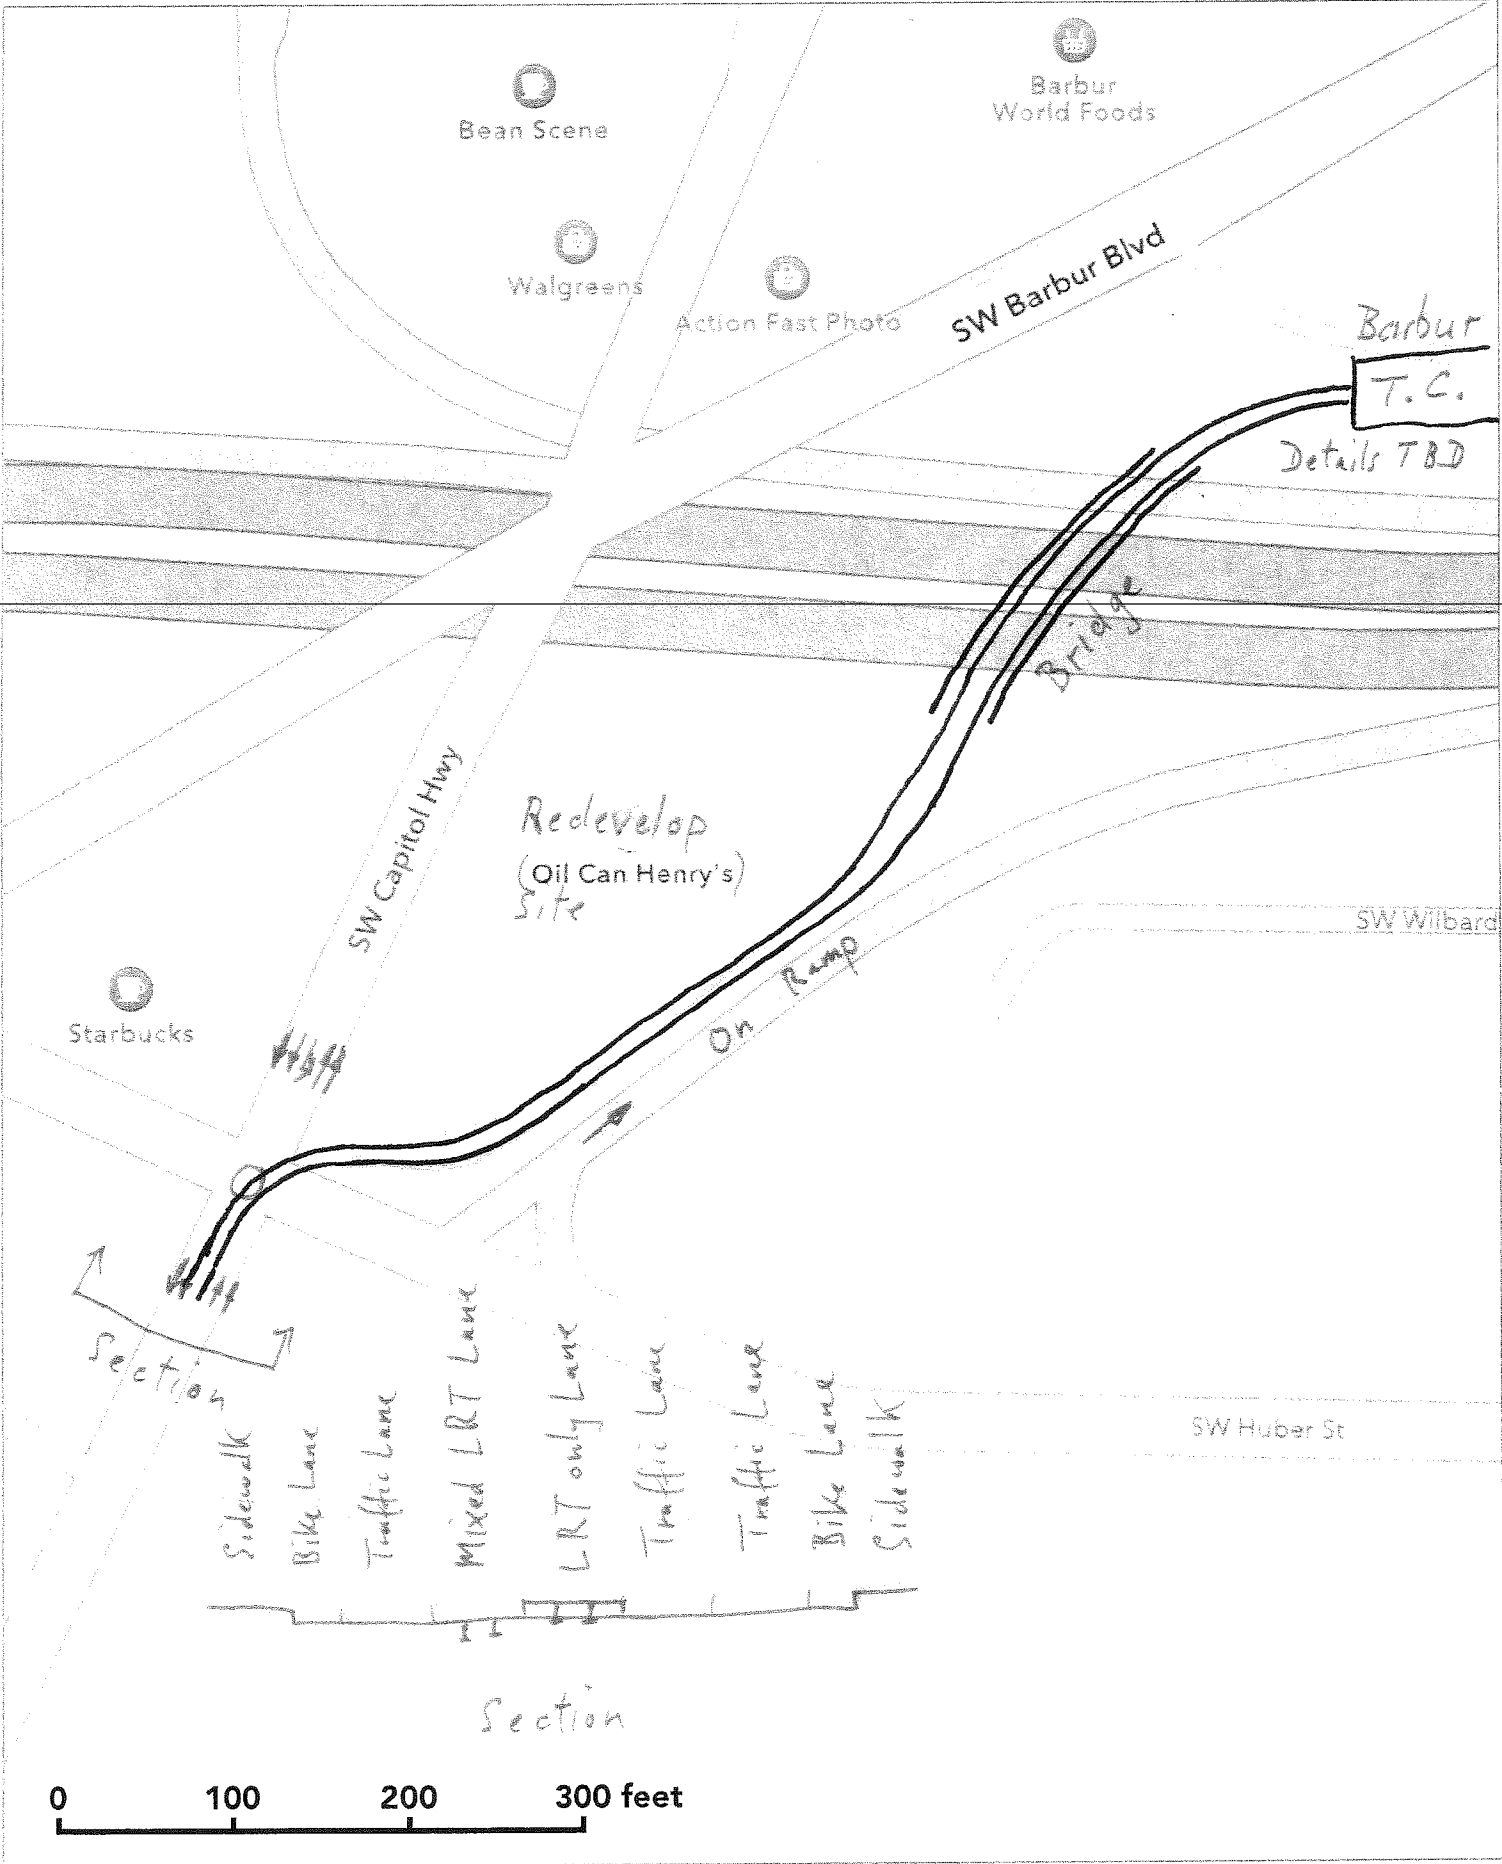 Barbur
World Foods
Bean Scene
Walgreens
Action Fast Photo
SW Barbur Blvd
Barbur
T.C.
Details TBD
Bridge
SW Capitol Hwy
Redevelop
(Oil Can Henry's)
Site
SW Wilbard
On Ramp
Starbucks
Section
SW Huber St
Sidewalk
Bike Lane
Traffic Lane
Mixed LRT Lane
LRT only Lane
Traffic Lane
Traffic Lane
Bike Lane
Sidewalk
Section
0 100 200 300 feet